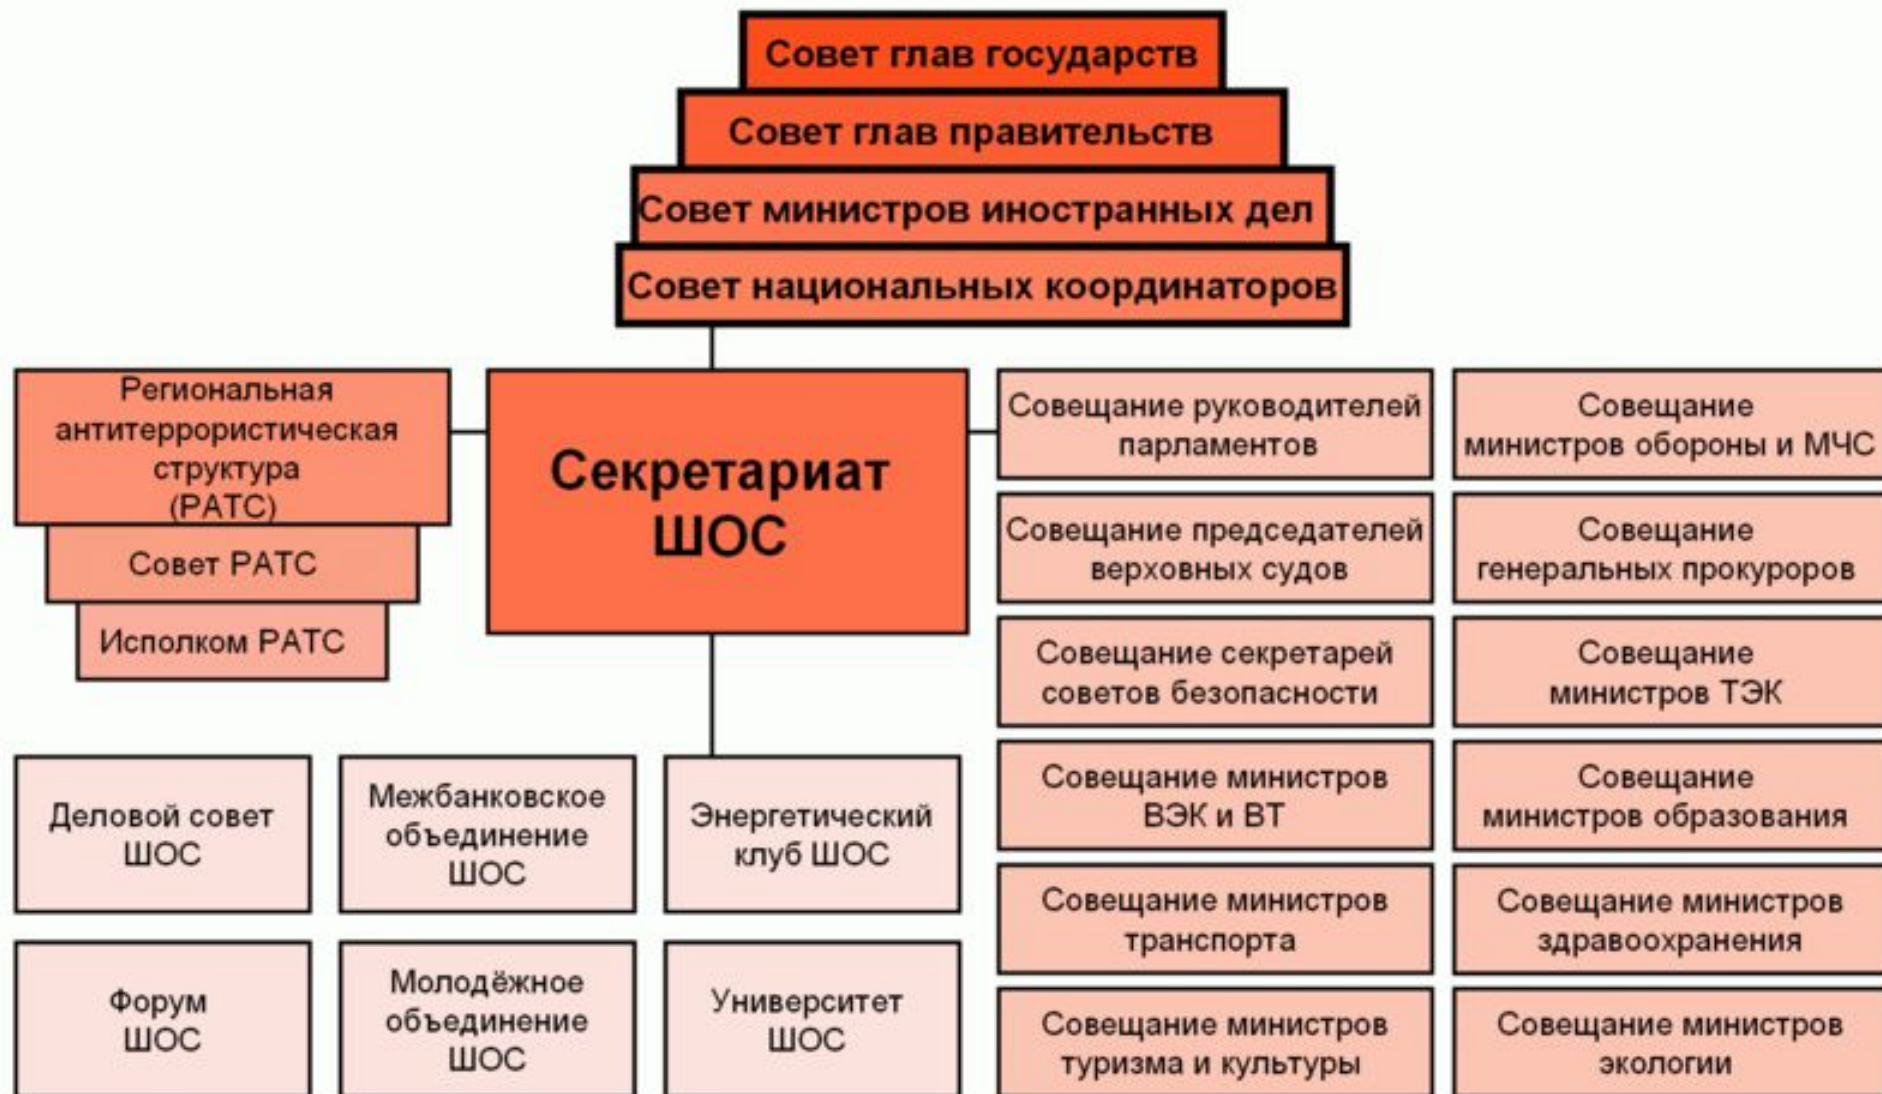 Совет глав государств
Совет глав правительств
Совет министров иностранных дел
Совет национальных координаторов
Региональная
антитеррористическая
структура
(РАТС)
Совет РАТС
Исполком РАТС
Секретариат
ШОС
Совещание руководителей
парламентов
Совещание
министров обороны и МЧС
Совещание председателей
верховных судов
Совещание
генеральных прокуроров
Совещание секретарей
советов безопасности
Совещание
министров ТЭК
Совещание министров
ВЭК и ВТ
Совещание
министров образования
Совещание министров
транспорта
Совещание министров
здравоохранения
Совещание министров
туризма и культуры
Совещание министров
экологии
Деловой совет
ШОС
Межбанковское
объединение
ШОС
Энергетический
клуб ШОС
Форум
ШОС
Молодёжное
объединение
ШОС
Университет
ШОС